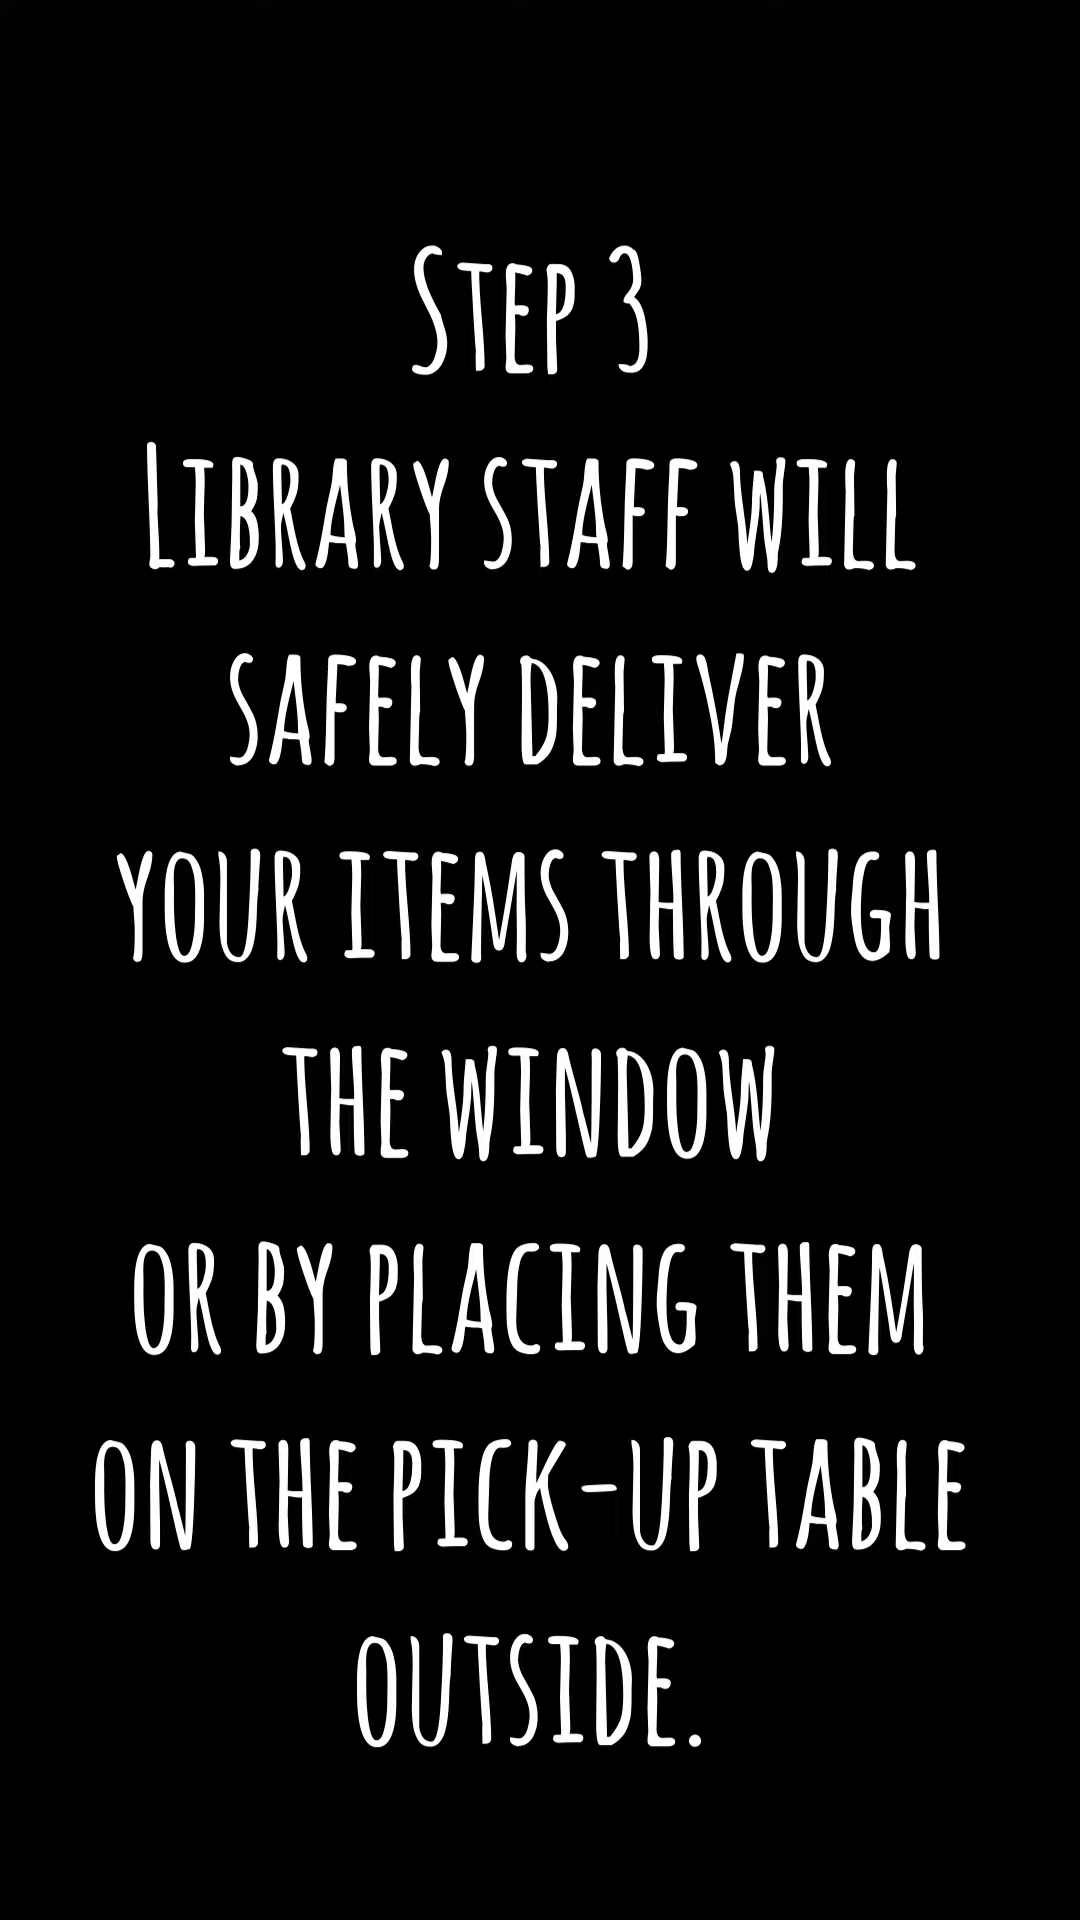 Step 3
Library staff will
safely deliver
your items through
the window
or by placing them
on the pick-up table
outside.